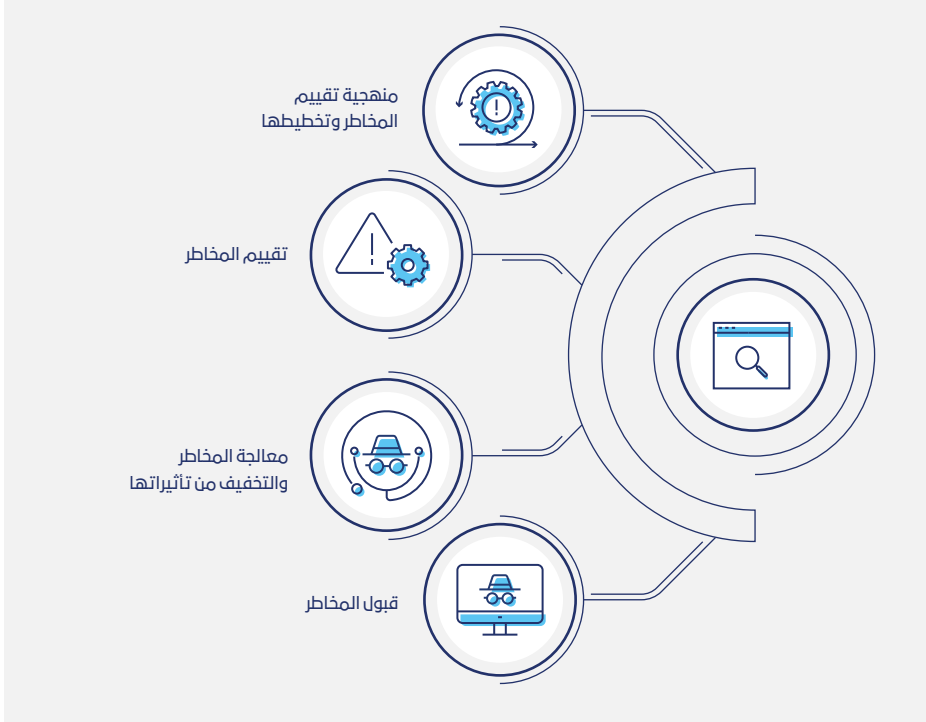 منهجية تقييم
المخاطر وتخطيطها
تقييم المخاطر
معالجة المخاطر
والتخفيف من تأثيراتها
قبول المخاطر